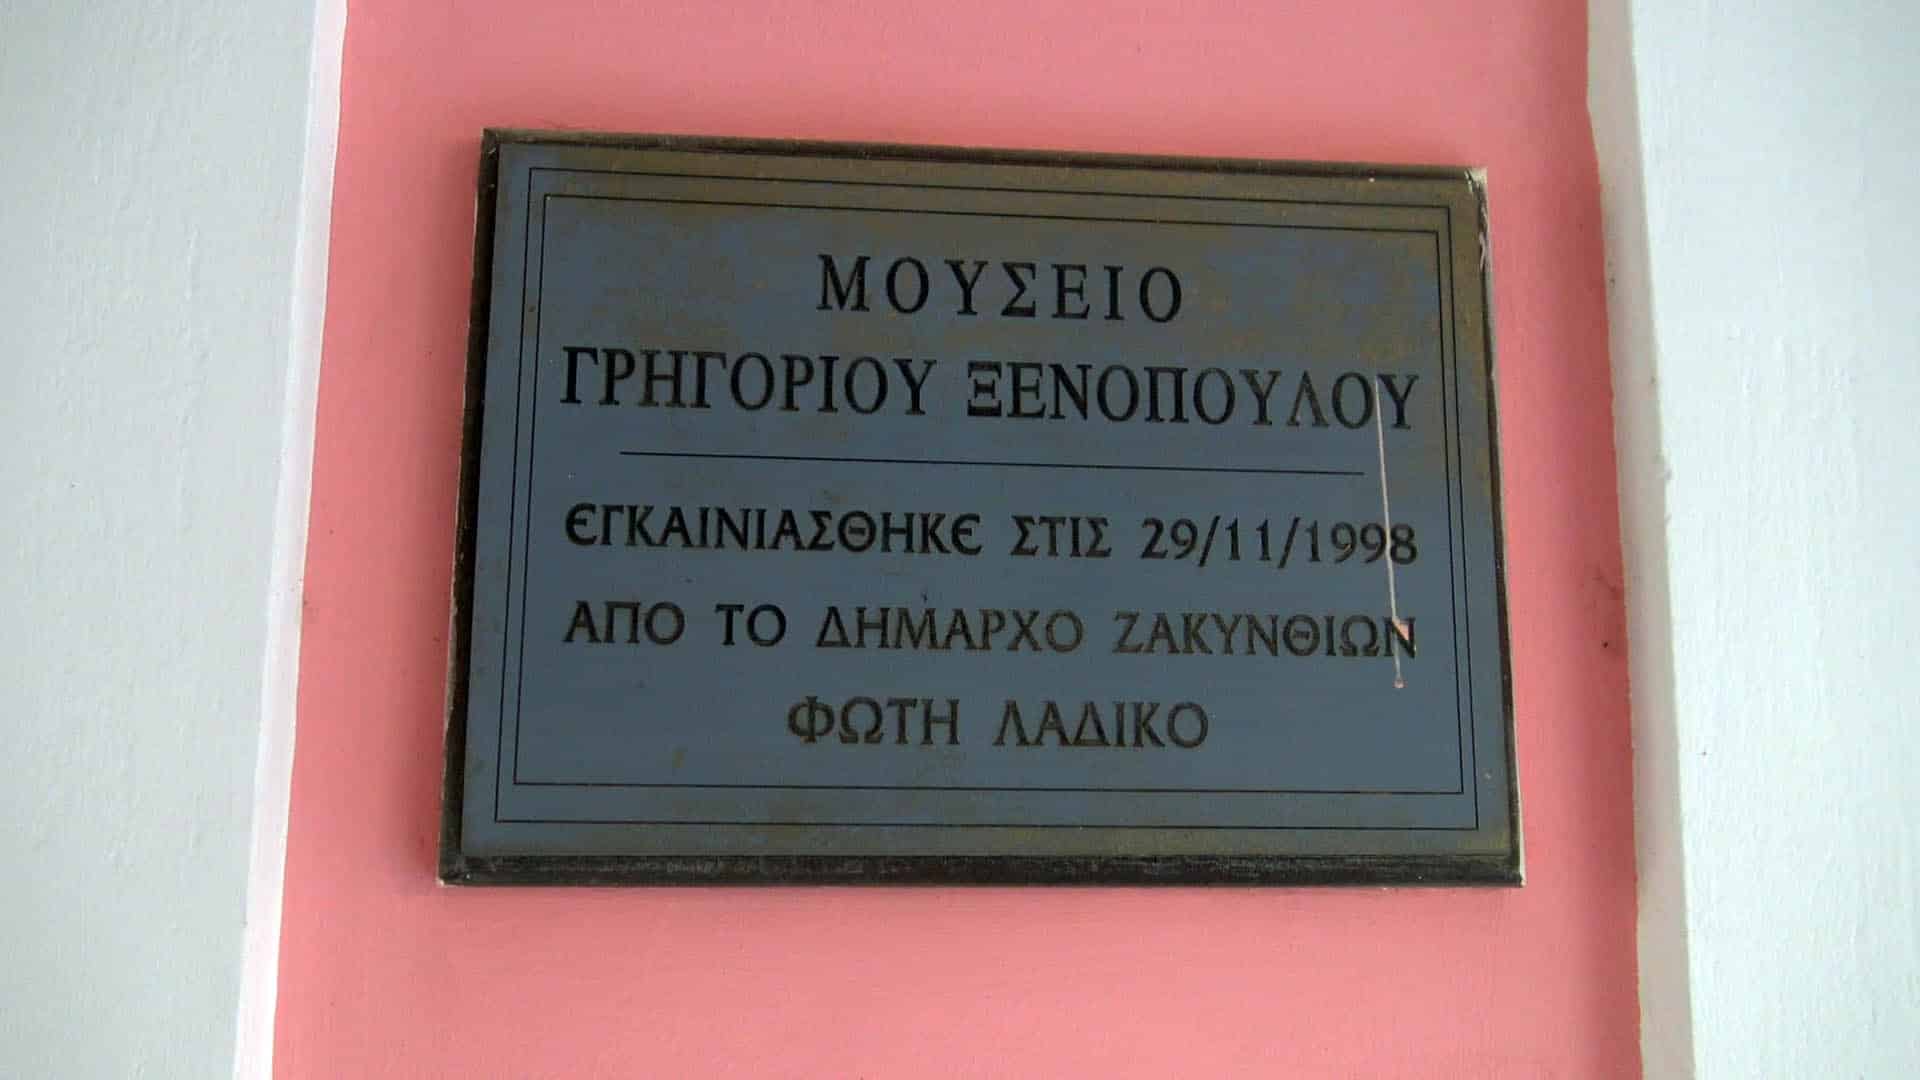 ΜΟΥΣΕΙΟ
ΓΡΗΓΟΡΙΟΥ ΞΕΝΟΠΟΥΛΟΥ
ΕΓΚΑΙΝΙΑΣΘΗΚΕ ΣΤΙΣ 29/11/1998
ΑΠΟ ΤΟ ΔΗΜΑΡΧΟ ΖΑΚΥΝΘΙΩΝ
ΦΩΤΗ ΛΑΔΙΚΟ